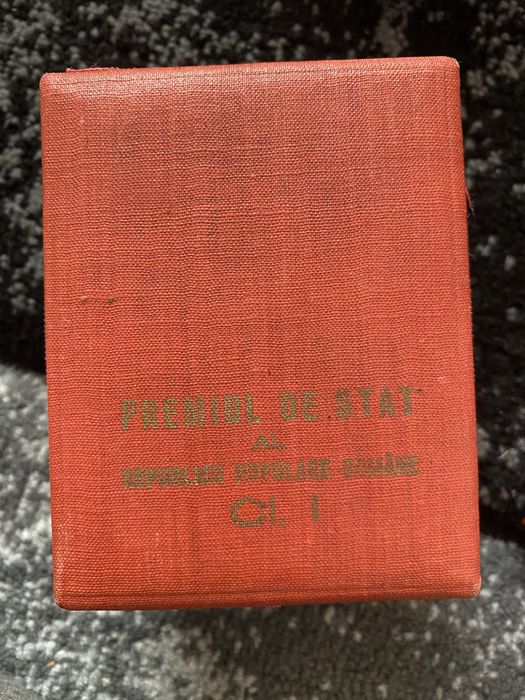 PREMIUL DE STAT
AL
REPUBLICII POPULARE ROMÂNE
CL. I